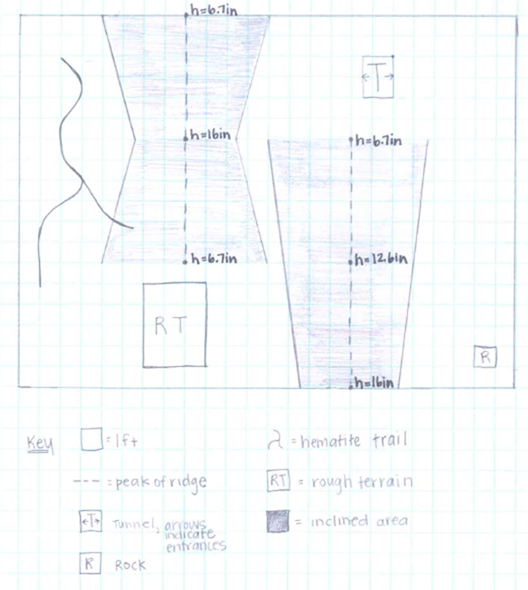 h=6.7in
T
h=16in
h=6.7in
h=6.7in
h=12.6in
RT
R
h=16in
Key
= 1ft
= hematite trail
--- = peak of ridge
RT = rough terrain
T Tunnel, arrows
indicate
entrances
= inclined area
R Rock